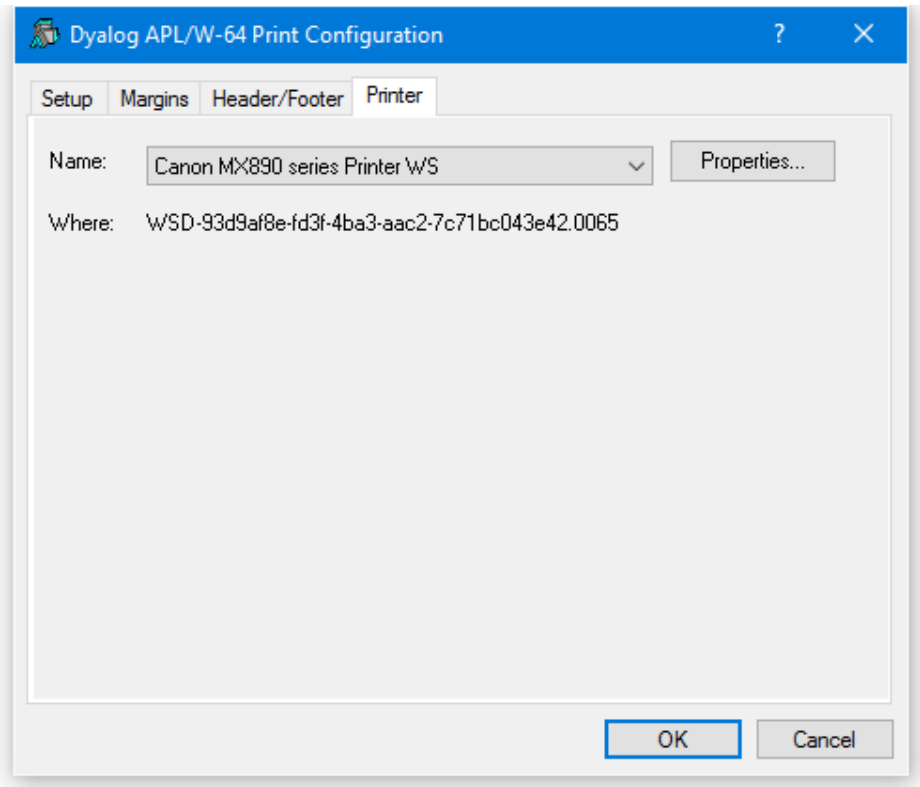 Dyalog APL/W-64 Print Configuration ?
Setup Margins Header/Footer Printer
Name: Canon MX890 series Printer WS Properties...
Where: WSD-93d9af8e-fd3f-4ba3-aac2-7c71bc043e42.0065
OK Cancel